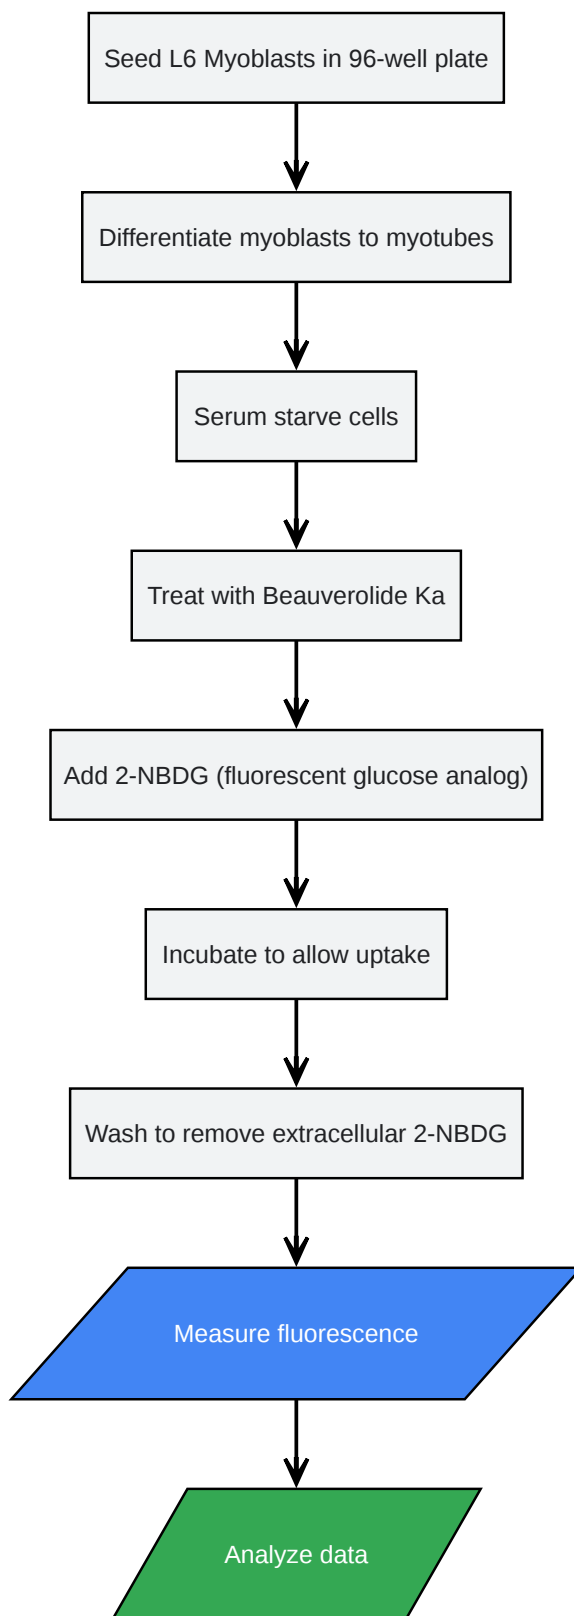 Seed L6 Myoblasts in 96-well plate
Differentiate myoblasts to myotubes
Serum starve cells
Treat with Beauverolide Ka
Add 2-NBDG (fluorescent glucose analog)
Incubate to allow uptake
Wash to remove extracellular 2-NBDG
Measure fluorescence
Analyze data